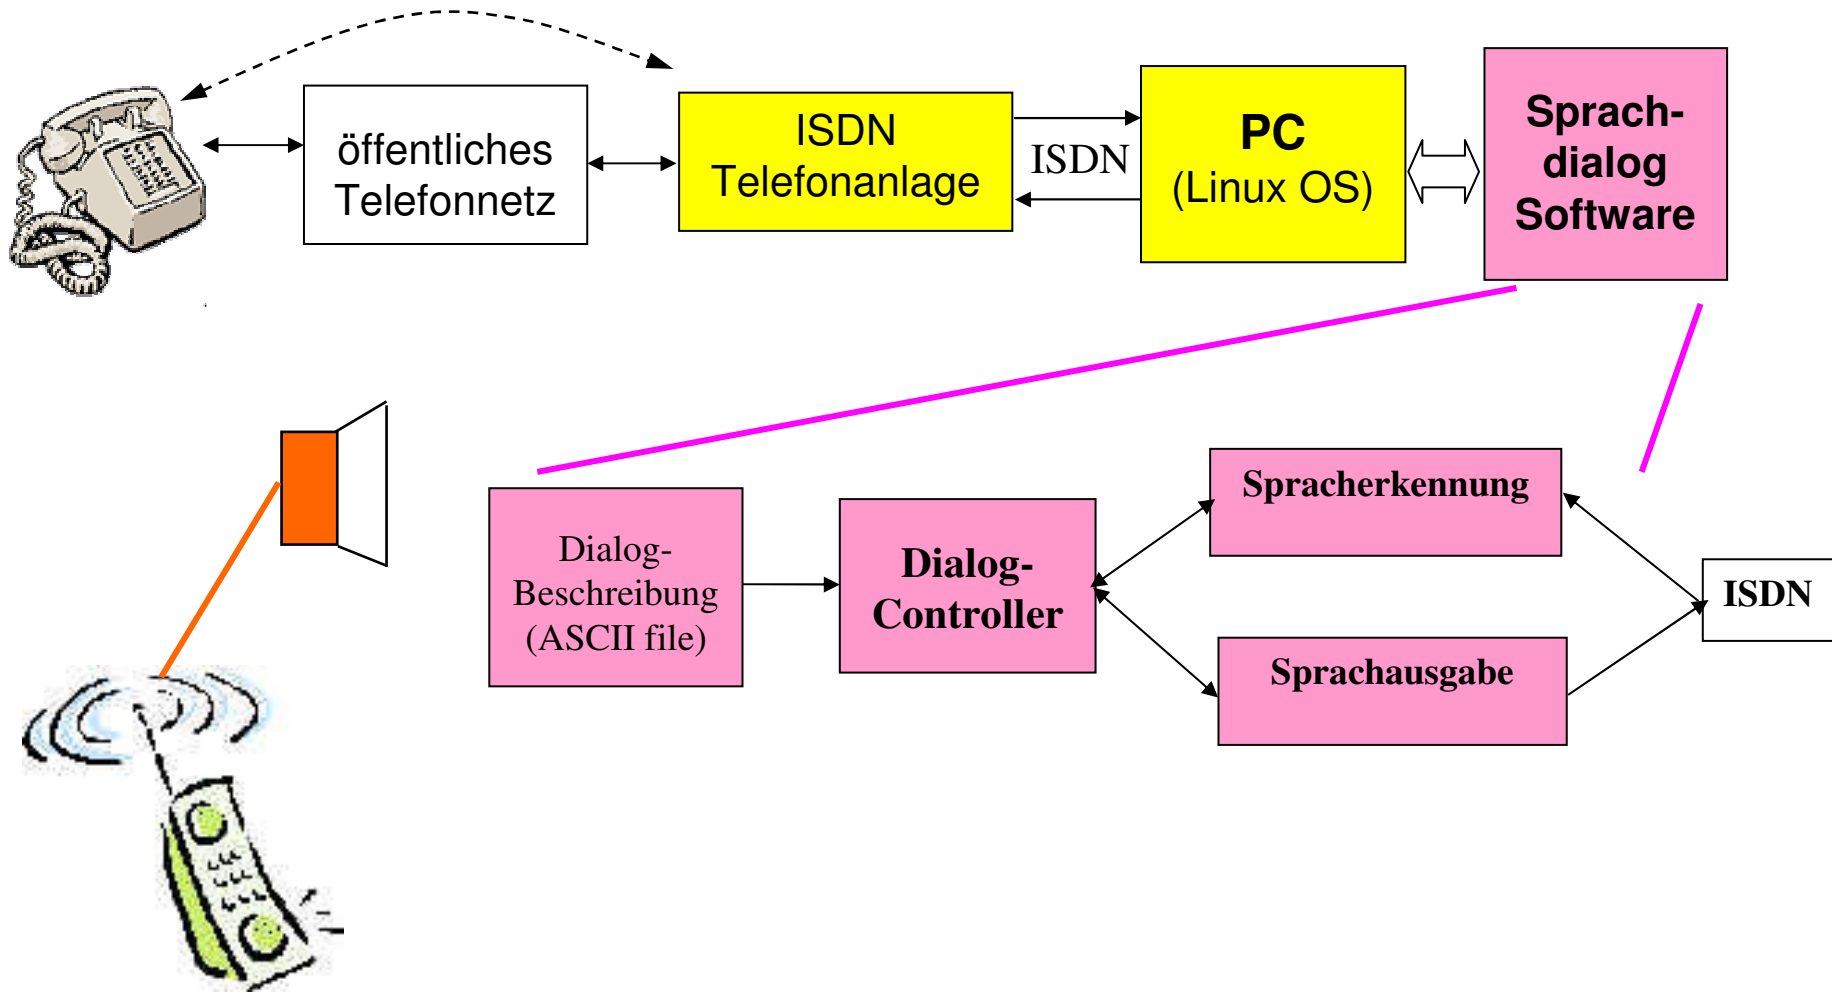 öffentliches
Telefonnetz
ISDN
Telefonanlage
ISDN
PC
(Linux OS)
Sprach-
dialog
Software
Dialog-
Beschreibung
(ASCII file)
Dialog-
Controller
Spracherkennung
Sprachausgabe
ISDN